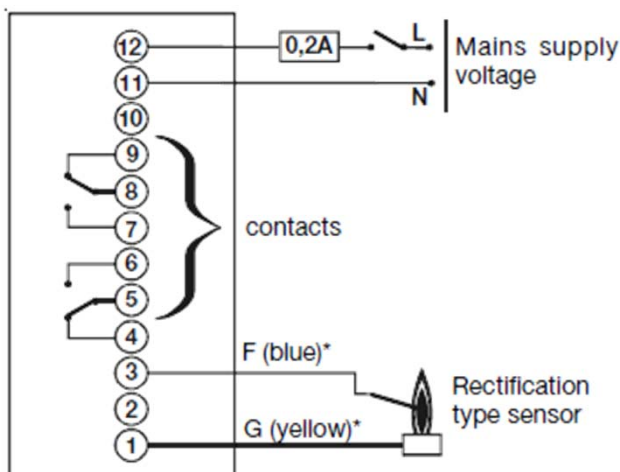 12
0,2A
L
Mains supply
voltage
11
N
10
9
8
7
contacts
6
5
4
F (blue)*
3
Rectification
type sensor
2
G (yellow)*
1